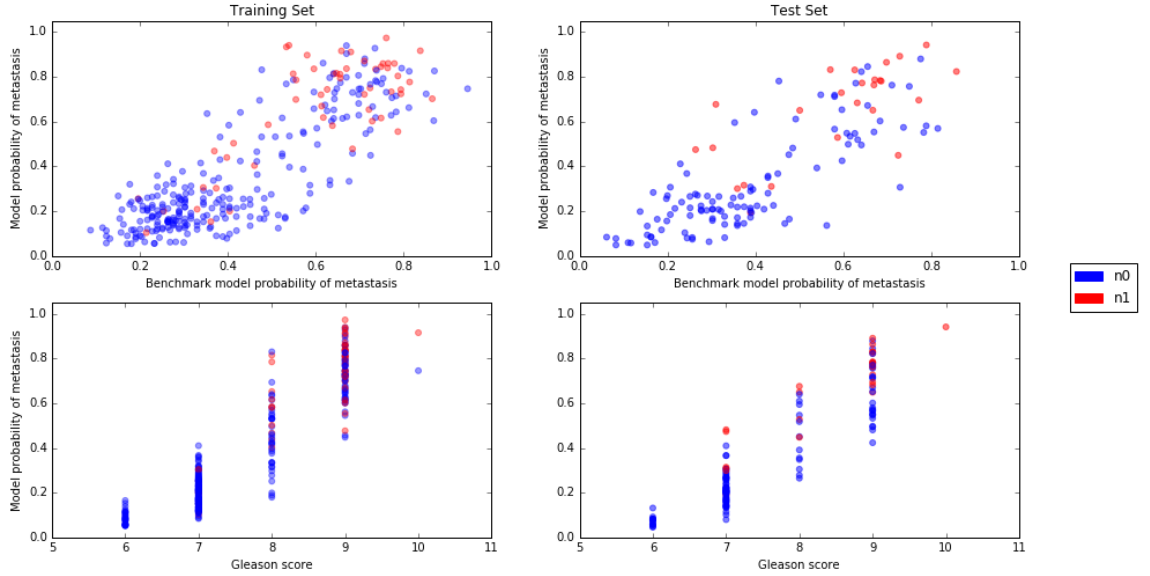 Training Set
Test Set
Model probability of metastasis
1.0
0.8
0.6
0.4
0.2
0.0
0.0 0.2 0.4 0.6 0.8 1.0
Benchmark model probability of metastasis
Model probability of metastasis
1.0
0.8
0.6
0.4
0.2
0.0
0.0 0.2 0.4 0.6 0.8 1.0
Benchmark model probability of metastasis
n0
n1
Model probability of metastasis
1.0
0.8
0.6
0.4
0.2
0.0
5 6 7 8 9 10 11
Gleason score
Model probability of metastasis
1.0
0.8
0.6
0.4
0.2
0.0
5 6 7 8 9 10 11
Gleason score